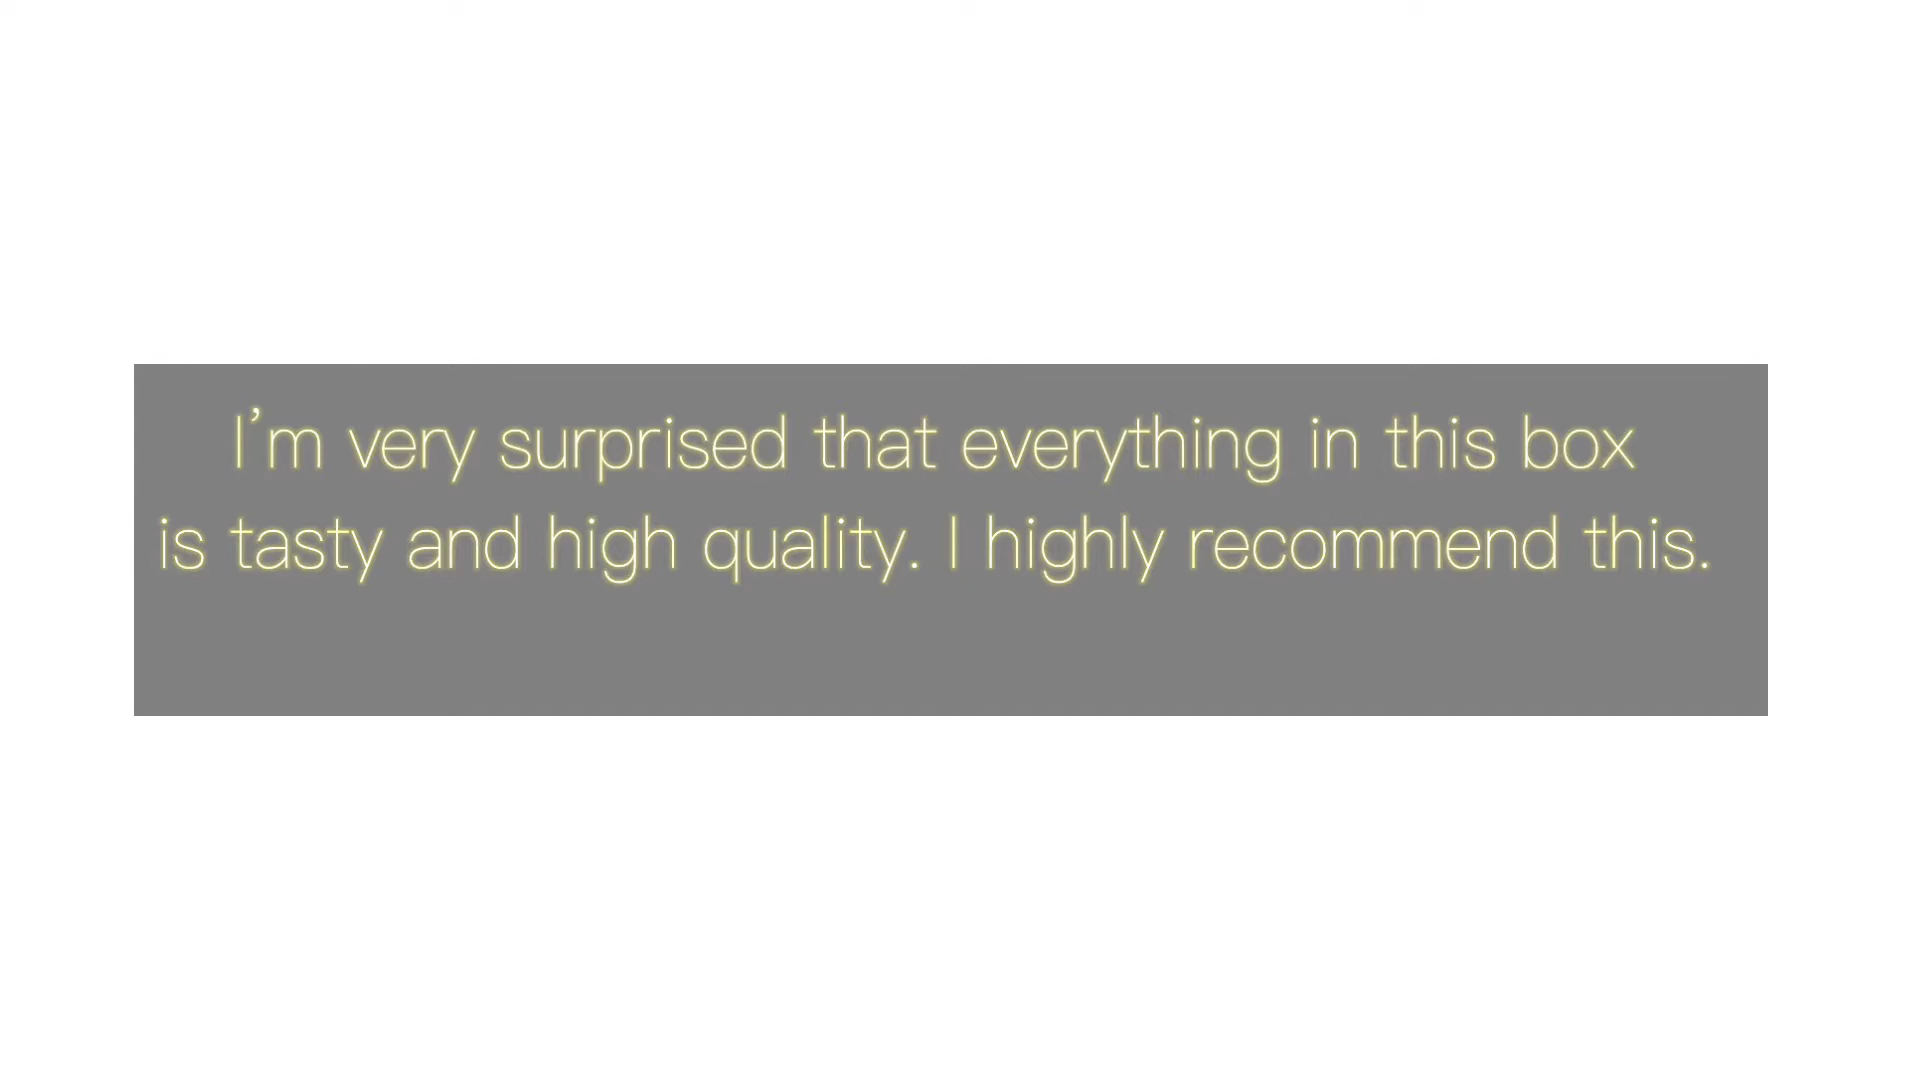 I’m very surprised that everything in this box
is tasty and high quality. I highly recommend this.